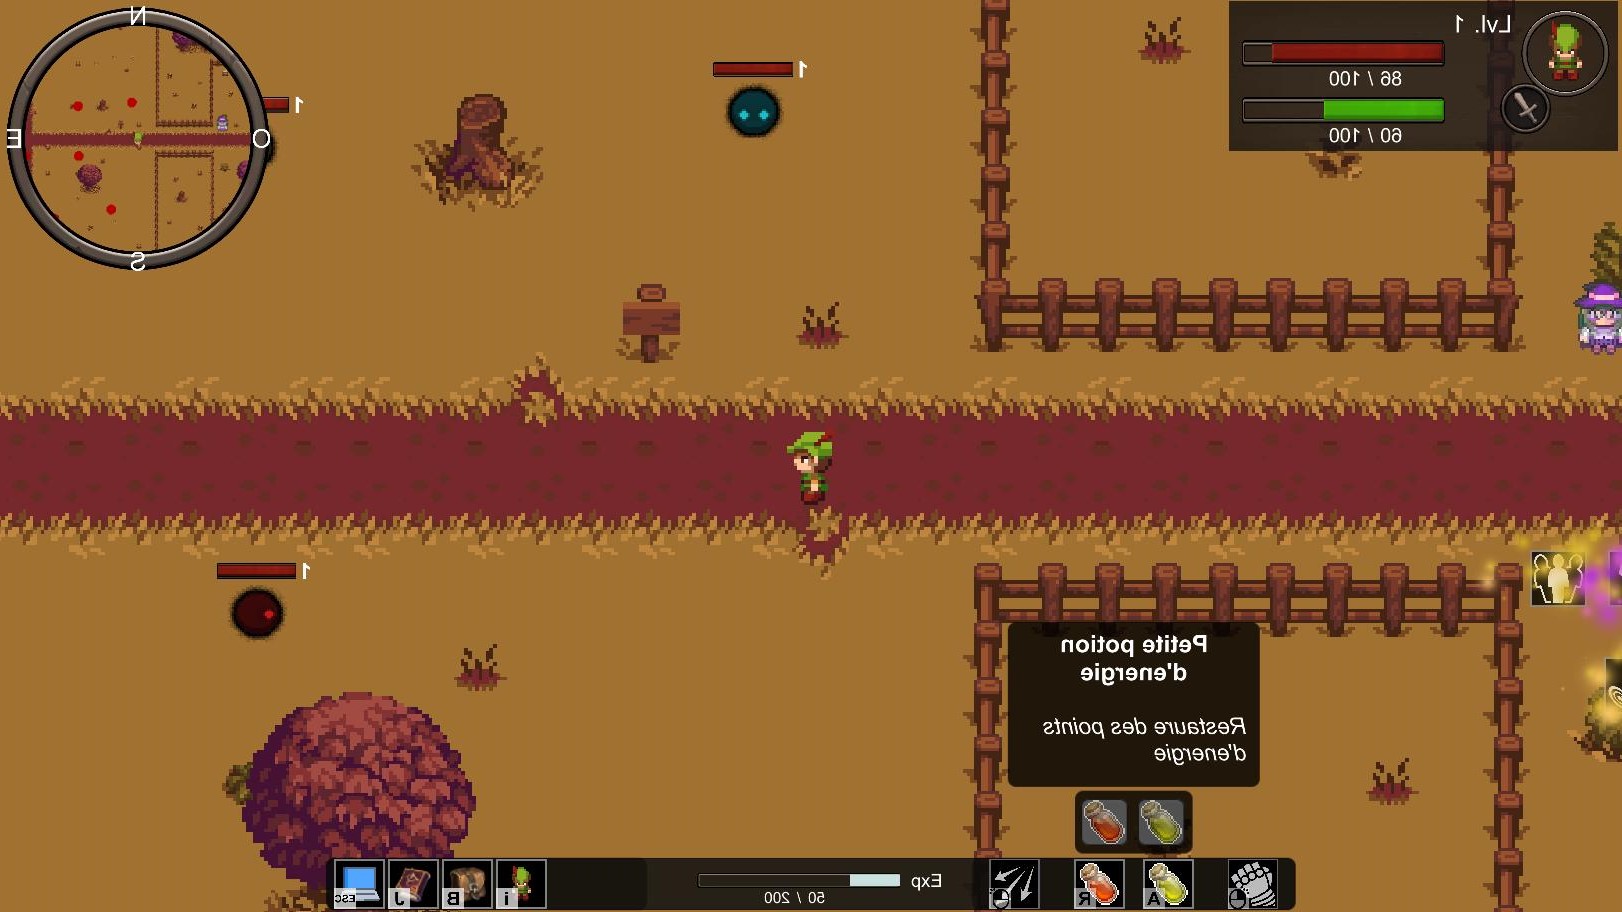 Lvl. 1
86 / 100
60 / 100
N
E
O
S
1
1
1
Petite potion
d'energie
Restaure des points
d'energie
Exp
50 / 200
A
R
i
B
J
ESC